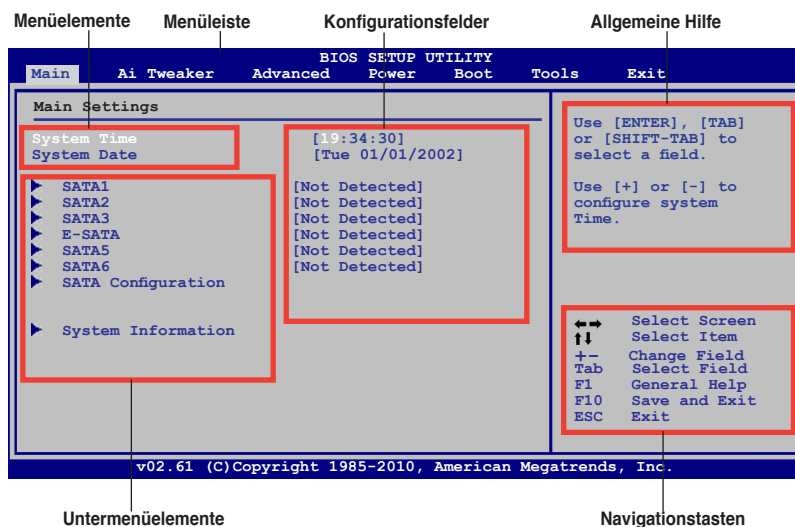 Menüelemente Menüleiste Konfigurationsfelder Allgemeine Hilfe
BIOS SETUP UTILITY
Main Ai Tweaker Advanced Power Boot Tools Exit
Main Settings
System Time [19:34:30]
System Date [Tue 01/01/2002]
SATA1 [Not Detected]
SATA2 [Not Detected]
SATA3 [Not Detected]
E-SATA [Not Detected]
SATA5 [Not Detected]
SATA6 [Not Detected]
SATA Configuration
System Information
Use [ENTER], [TAB]
or [SHIFT-TAB] to
select a field.
Use [+] or [-] to
configure system
Time.
←→ Select Screen
↑↓ Select Item
+- Change Field
Tab Select Field
F1 General Help
F10 Save and Exit
ESC Exit
v02.61 (C)Copyright 1985-2010, American Megatrends, Inc.
Untermenüelemente Navigationstasten